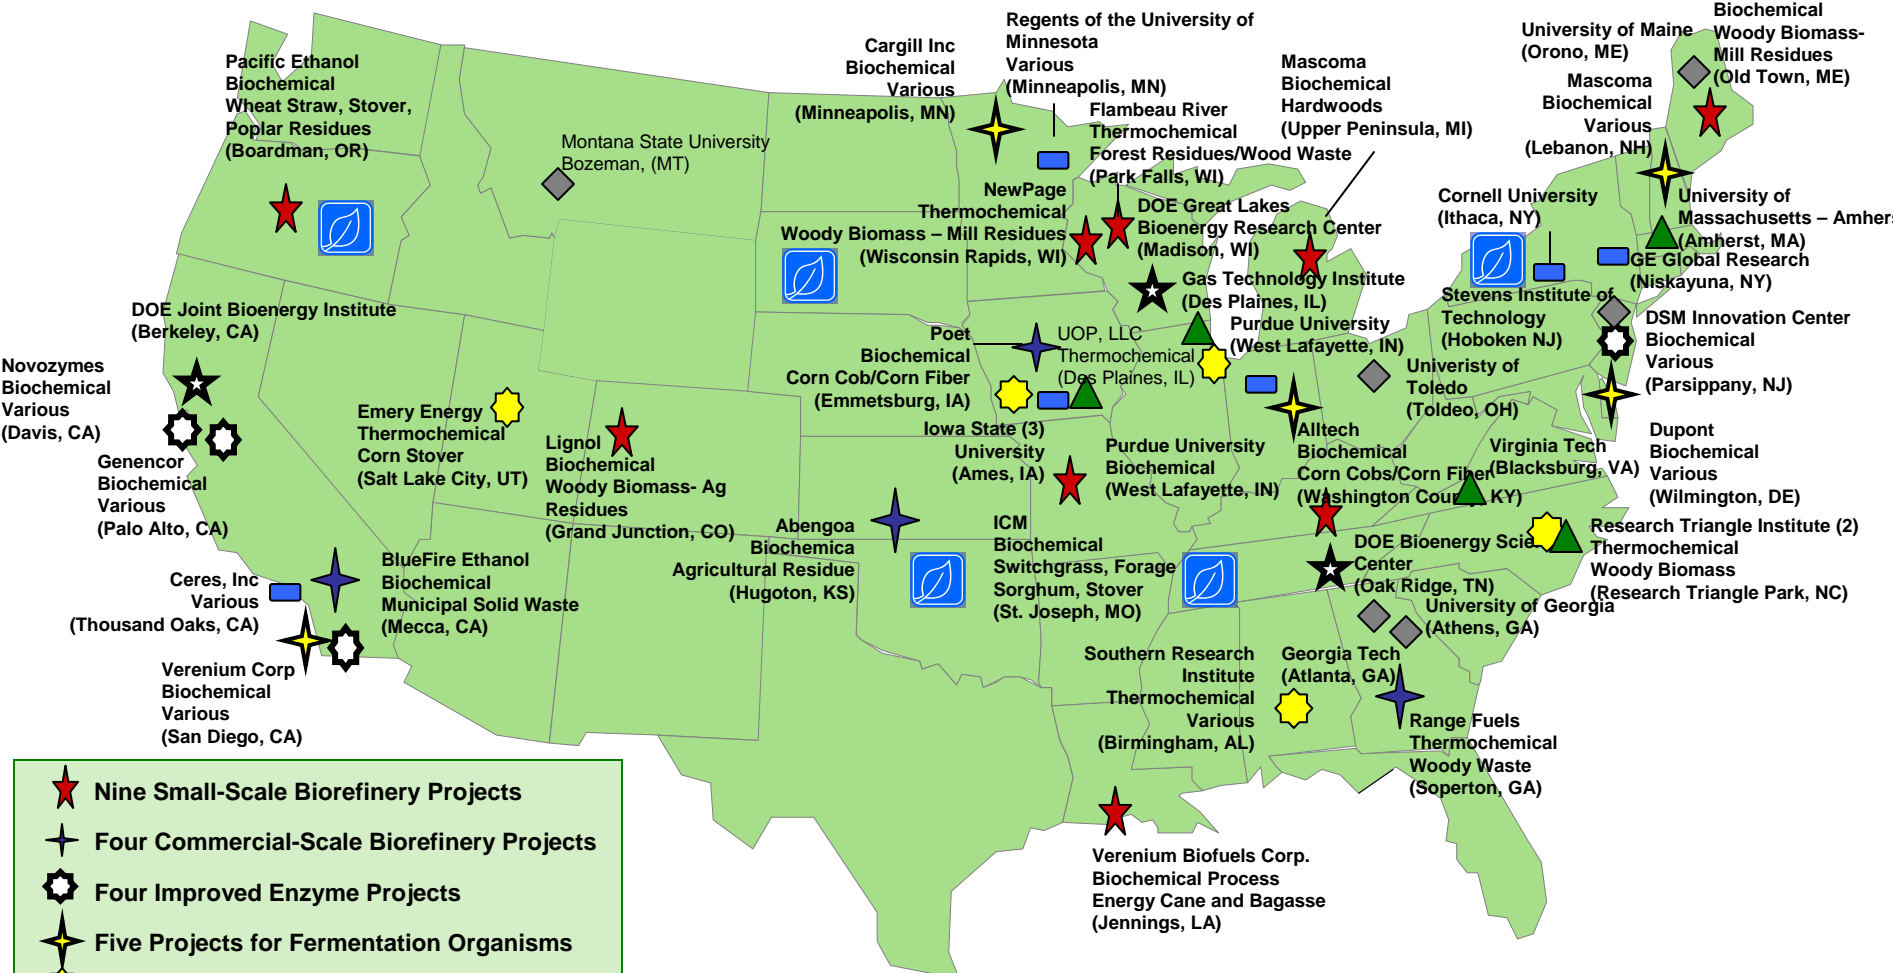 Pacific Ethanol
Biochemical
Wheat Straw, Stover,
Poplar Residues
(Boardman, OR)
Montana State University
Bozeman, (MT)
Cargill Inc
Biochemical
Various
(Minneapolis, MN)
Regents of the University of
Minnesota
Various
(Minneapolis, MN)
Flambeau River
Thermochemical
Forest Residues/Wood Waste
(Park Falls, WI)
Mascoma
Biochemical
Hardwoods
(Upper Peninsula, MI)
University of Maine
(Orono, ME)
Biochemical
Woody Biomass-
Mill Residues
(Old Town, ME)
Mascoma
Biochemical
Various
(Lebanon, NH)
NewPage
Thermochemical
Woody Biomass – Mill Residues
(Wisconsin Rapids, WI)
DOE Great Lakes
Bioenergy Research Center
(Madison, WI)
Cornell University
(Ithaca, NY)
University of
Massachusetts – Amhers
(Amherst, MA)
GE Global Research
(Niskayuna, NY)
Gas Technology Institute
(Des Plaines, IL)
Stevens Institute of
Technology
(Hoboken NJ)
DSM Innovation Center
Biochemical
Various
(Parsippany, NJ)
DOE Joint Bioenergy Institute
(Berkeley, CA)
Poet
Biochemical
Corn Cob/Corn Fiber
(Emmetsburg, IA)
UOP, LLC
Thermochemical
(Des Plaines, IL)
Purdue University
(West Lafayette, IN)
Univeristy of
Toledo
(Toldeo, OH)
Novozymes
Biochemical
Various
(Davis, CA)
Emery Energy
Thermochemical
Corn Stover
(Salt Lake City, UT)
Lignol
Biochemical
Woody Biomass- Ag
Residues
(Grand Junction, CO)
Iowa State (3)
University
(Ames, IA)
Purdue University
Biochemical
(West Lafayette, IN)
Alltech
Biochemical
Corn Cobs/Corn Fiber
(Washington County, KY)
Virginia Tech
(Blacksburg, VA)
Dupont
Biochemical
Various
(Wilmington, DE)
Genencor
Biochemical
Various
(Palo Alto, CA)
Abengoa
Biochemica
Agricultural Residue
(Hugoton, KS)
ICM
Biochemical
Switchgrass, Forage
Sorghum, Stover
(St. Joseph, MO)
DOE Bioenergy Scie
Center
(Oak Ridge, TN)
Research Triangle Institute (2)
Thermochemical
Woody Biomass
(Research Triangle Park, NC)
Ceres, Inc
Various
(Thousand Oaks, CA)
BlueFire Ethanol
Biochemical
Municipal Solid Waste
(Mecca, CA)
University of Georgia
(Athens, GA)
Verenium Corp
Biochemical
Various
(San Diego, CA)
Southern Research
Institute
Thermochemical
Various
(Birmingham, AL)
Georgia Tech
(Atlanta, GA)
Range Fuels
Thermochemical
Woody Waste
(Soperton, GA)
Verenium Biofuels Corp.
Biochemical Process
Energy Cane and Bagasse
(Jennings, LA)
Nine Small-Scale Biorefinery Projects
Four Commercial-Scale Biorefinery Projects
Four Improved Enzyme Projects
Five Projects for Fermentation Organisms